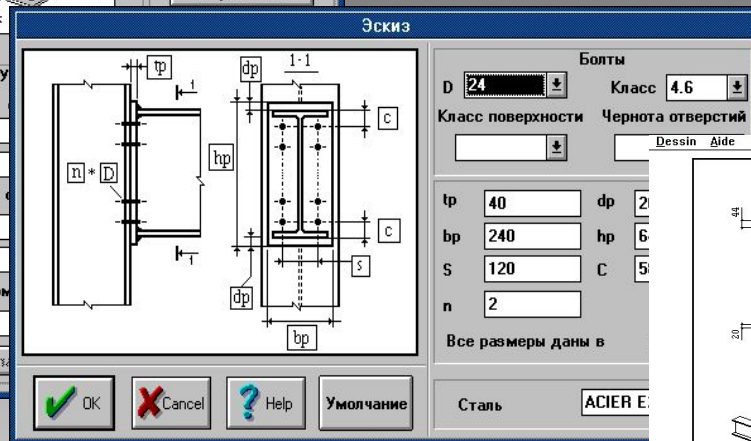 Эскиз
tp
dp
1-1
1
c
hp
n * D
c
1
s
dp
bp
Болты
D 24 Класс 4.6
Класс поверхности Чернота отверстий
Dessin Aide
44
tp 40 dp
bp 240 hp
S 120 C
n 2
20
Все размеры даны в
OK Cancel Help Умолчание
Сталь ACIER